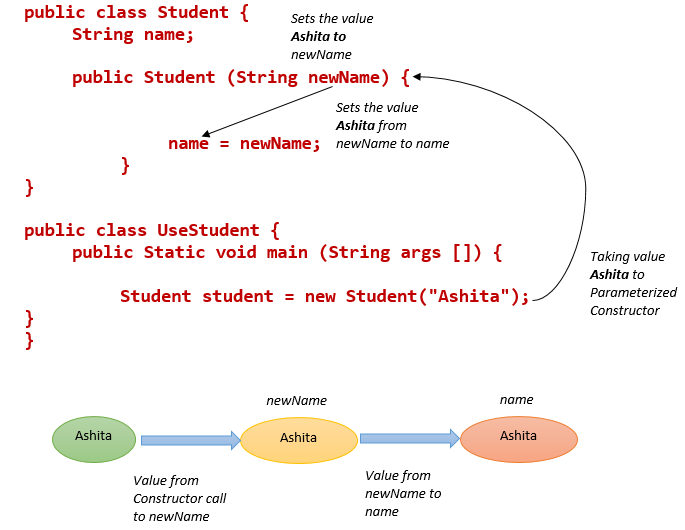 public class Student {
String name;
Sets the value
Ashita to
newName
public Student (String newName) {
Sets the value
Ashita from
newName to name
name = newName;
}
}
public class UseStudent {
public Static void main (String args []) {
Student student = new Student("Ashita");
}
}
Taking value
Ashita to
Parameterized
Constructor
newName
name
Ashita
Ashita
Ashita
Value from
Constructor call
to newName
Value from
newName to
name